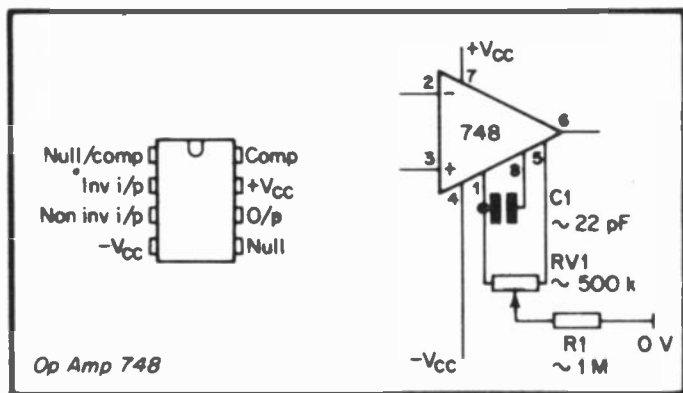 Null/comp
Inv i/p
Non inv i/p
−VCC
Comp
+VCC
O/p
Null
Op Amp 748
+VCC
7
2
−
748
6
3
+
5
8
1
4
C1
~ 22 pF
RV1
~ 500 k
R1
~ 1 M
0 V
−VCC